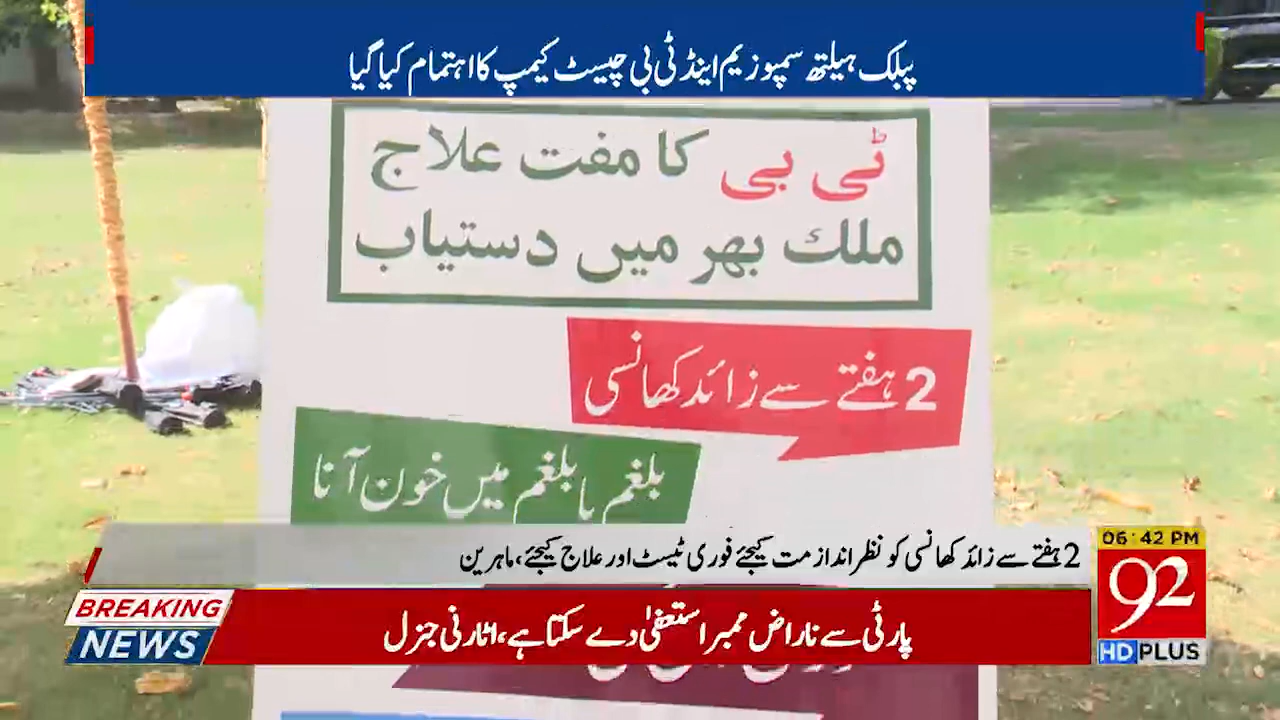 پبلک ہیلتھ سمپوزیم اینڈ ٹی بی چیسٹ کیمپ کا اہتمام کیا گیا
ٹی بی کا مفت علاج
ملک بھر میں دستیاب
2 ہفتے سے زائد کھانسی
بلغم یا بلغم میں خون آنا
06:42 PM
2 ہفتے سے زائد کھانسی کو نظر انداز مت کیجئے فوری ٹیسٹ اور علاج کیجئے، ماہرین
92
HD PLUS
BREAKING
NEWS
پارٹی سے ناراض ممبر استعفیٰ دے سکتا ہے، اٹارنی جنرل